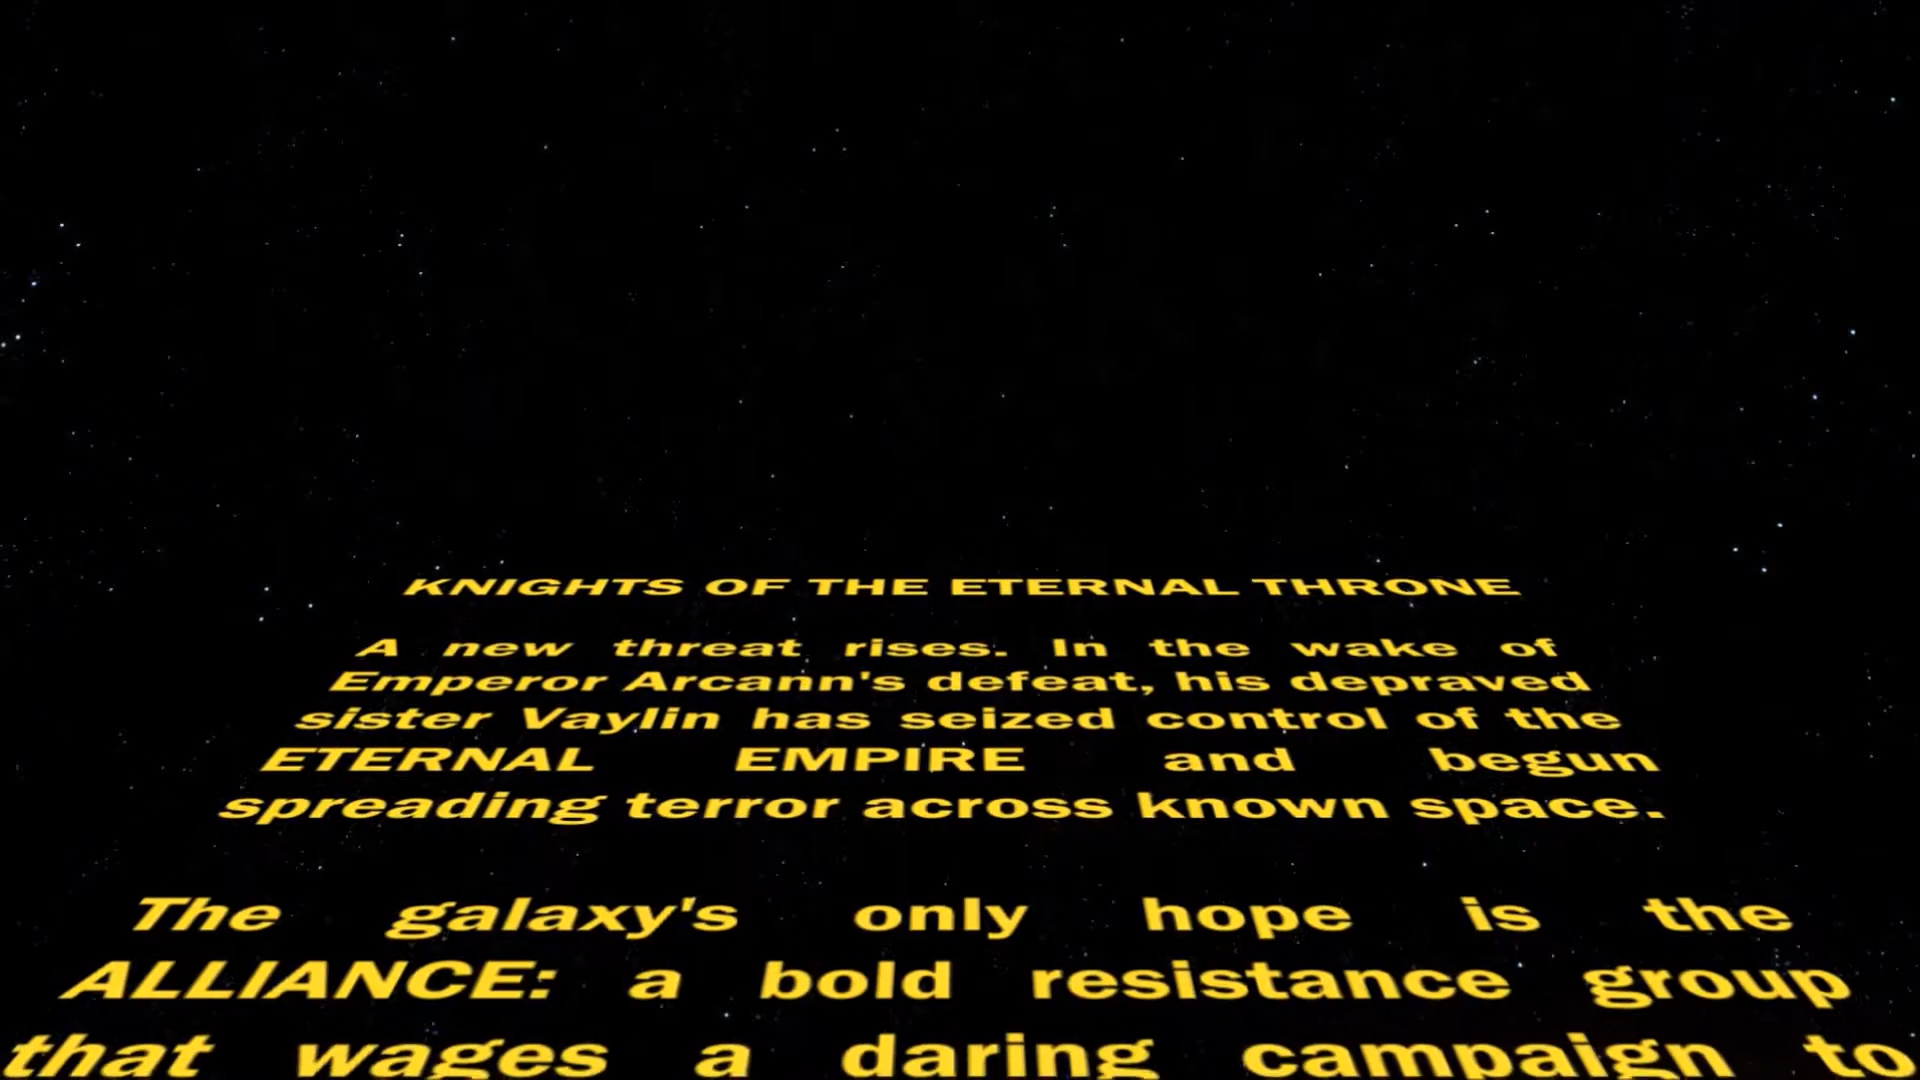 KNIGHTS OF THE ETERNAL THRONE
A new threat rises. In the wake of
Emperor Arcann's defeat, his depraved
sister Vaylin has seized control of the
ETERNAL EMPIRE and begun
spreading terror across known space.
The galaxy's only hope is the
ALLIANCE: a bold resistance group
that wages a daring campaign to